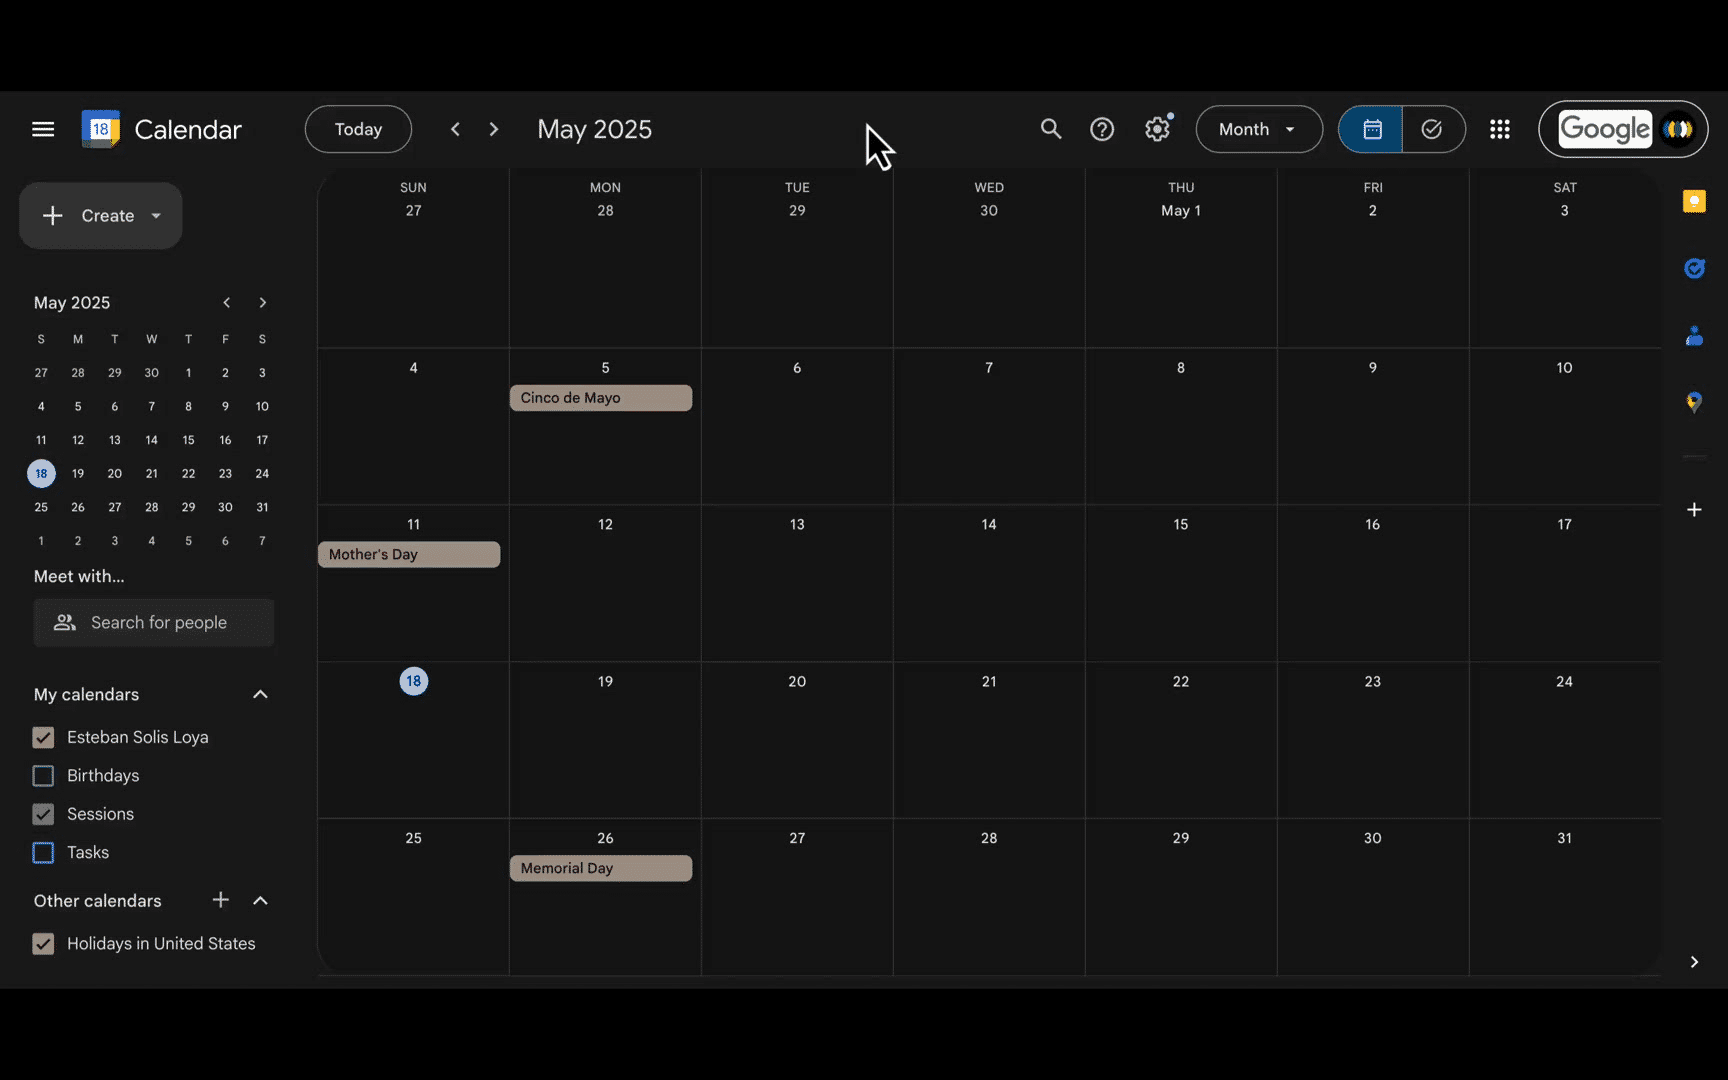 18 Calendar Today May 2025 Month Google
Create
May 2025
S M T W T F S
27 28 29 30 1 2 3
4 5 6 7 8 9 10
11 12 13 14 15 16 17
18 19 20 21 22 23 24
25 26 27 28 29 30 31
1 2 3 4 5 6 7
Meet with...
Search for people
My calendars
Esteban Solis Loya
Birthdays
Sessions
Tasks
Other calendars
Holidays in United States
SUN MON TUE WED THU FRI SAT
27 28 29 30 May 1 2 3
4 5 6 7 8 9 10
Cinco de Mayo
11 12 13 14 15 16 17
Mother's Day
18 19 20 21 22 23 24
25 26 27 28 29 30 31
Memorial Day